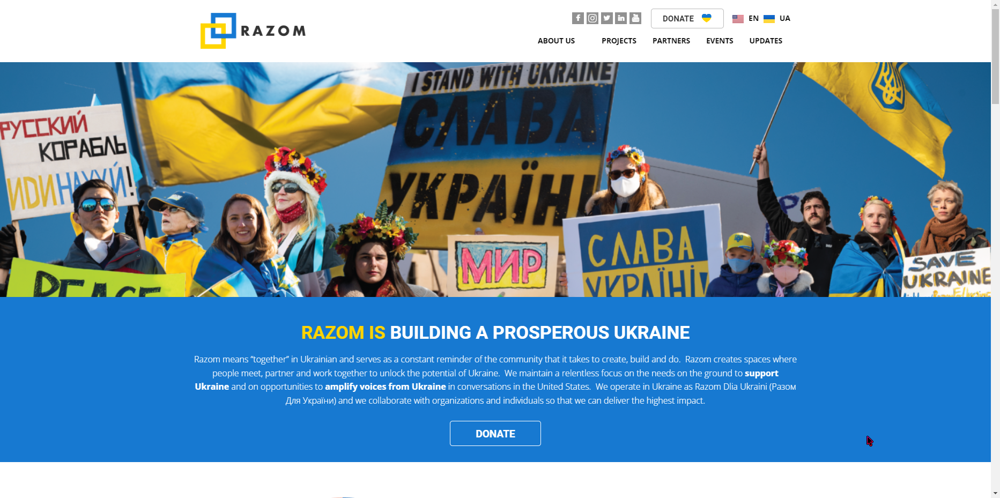 RAZOM
DONATE
EN
UA
ABOUT US
PROJECTS
PARTNERS
EVENTS
UPDATES
I STAND WITH UKRAINE
СЛАВА
УКРАЇНІ
РУССКИЙ
КОРАБЛЬ
ИДИ НАХУЙ!
PEACE
МИР
СЛАВА
УКРАЇНІ!
SAVE
UKRAINE
RAZOM IS BUILDING A PROSPEROUS UKRAINE
Razom means “together” in Ukrainian and serves as a constant reminder of the community that it takes to create, build and do. Razom creates spaces where
people meet, partner and work together to unlock the potential of Ukraine. We maintain a relentless focus on the needs on the ground to support
Ukraine and on opportunities to amplify voices from Ukraine in conversations in the United States. We operate in Ukraine as Razom Dlia Ukraini (Разом
Для України) and we collaborate with organizations and individuals so that we can deliver the highest impact.
DONATE